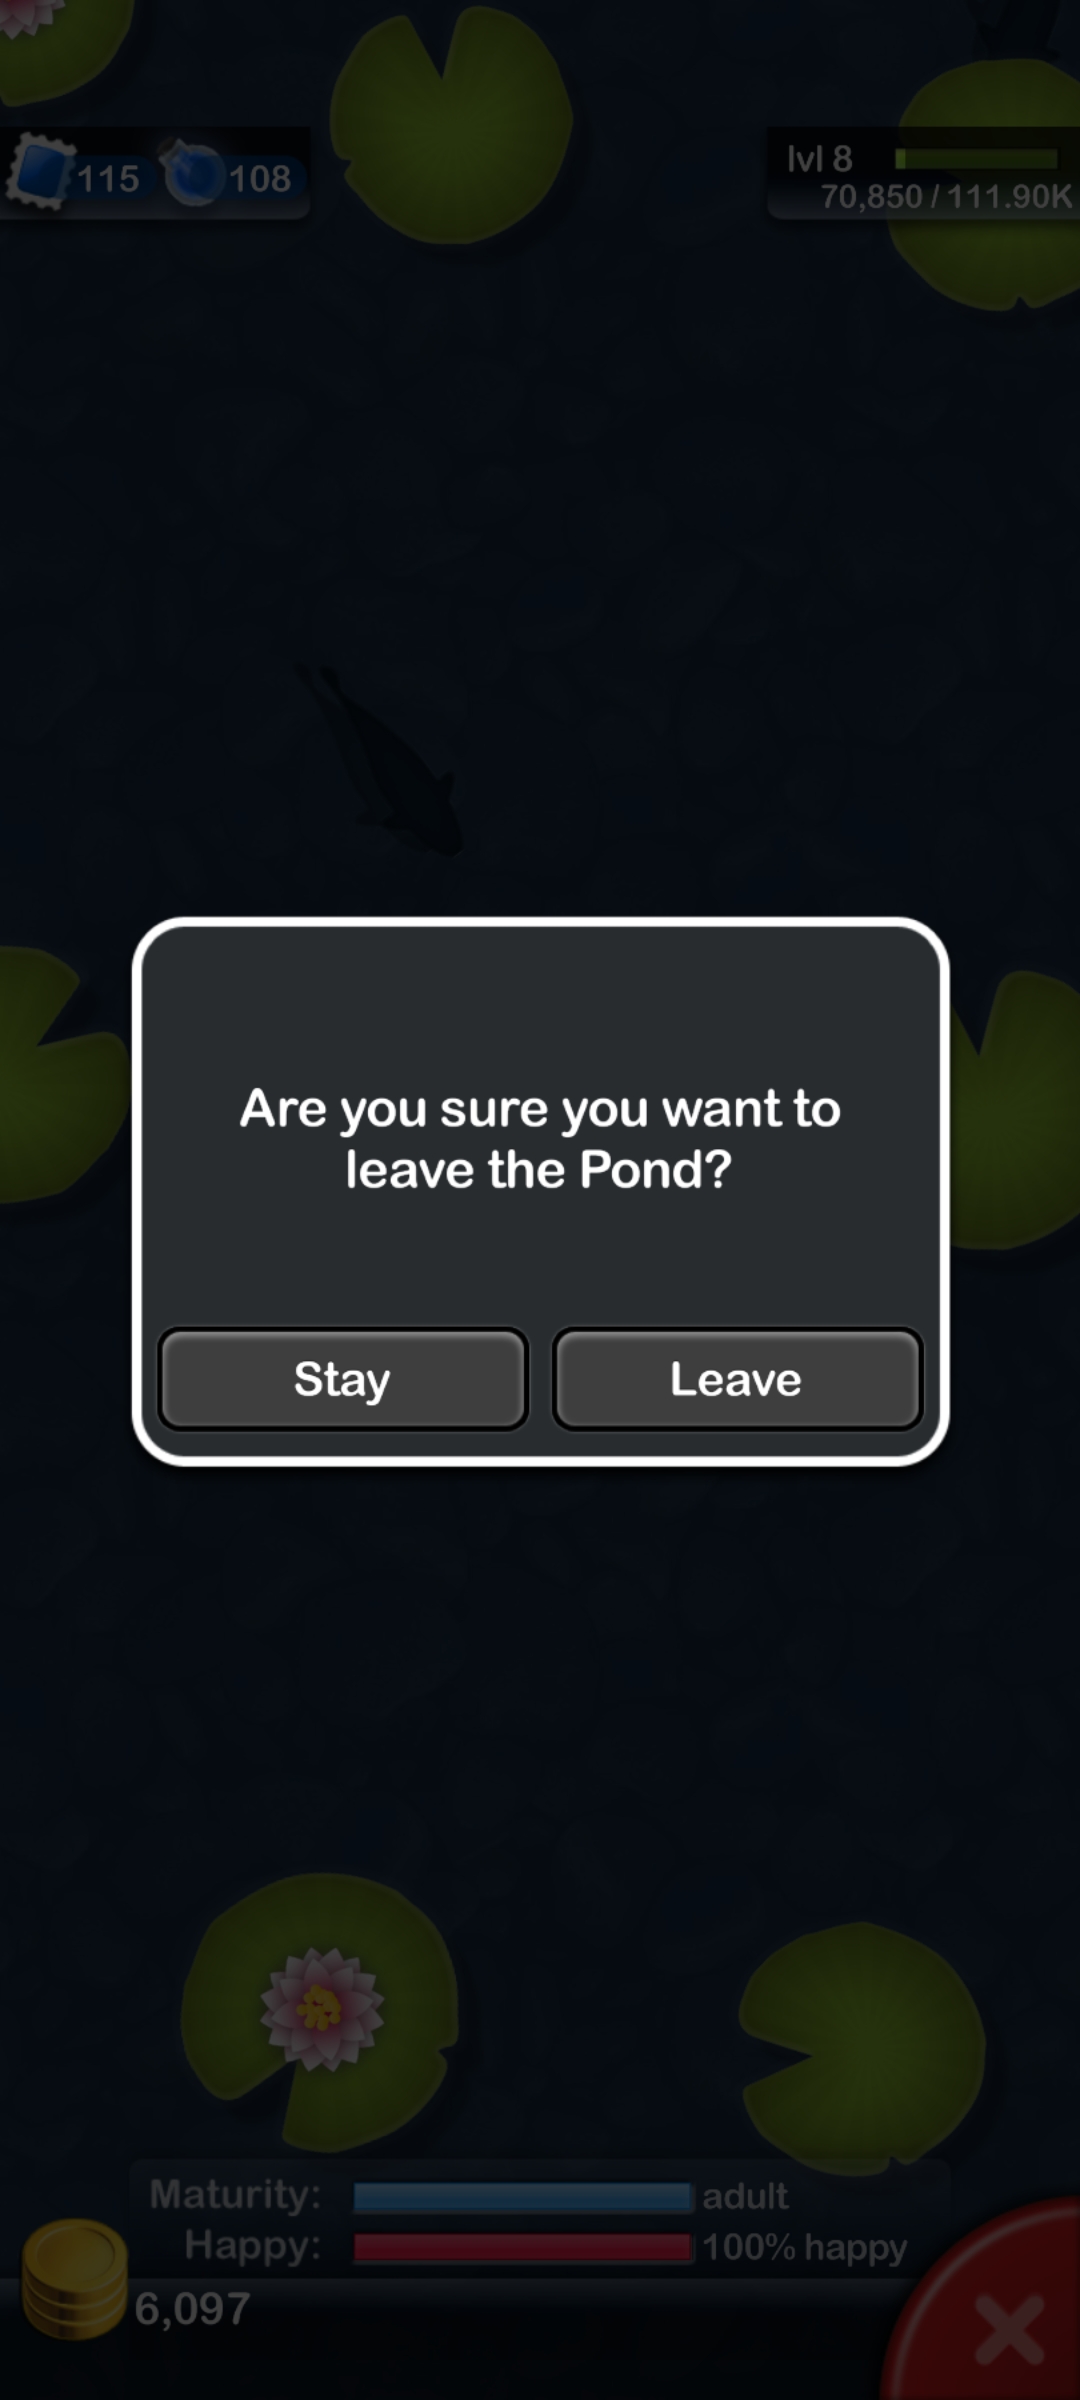 115
108
lvl 8
70,850 / 111.90K
Are you sure you want to
leave the Pond?
Stay
Leave
Maturity:
adult
Happy:
100% happy
6,097